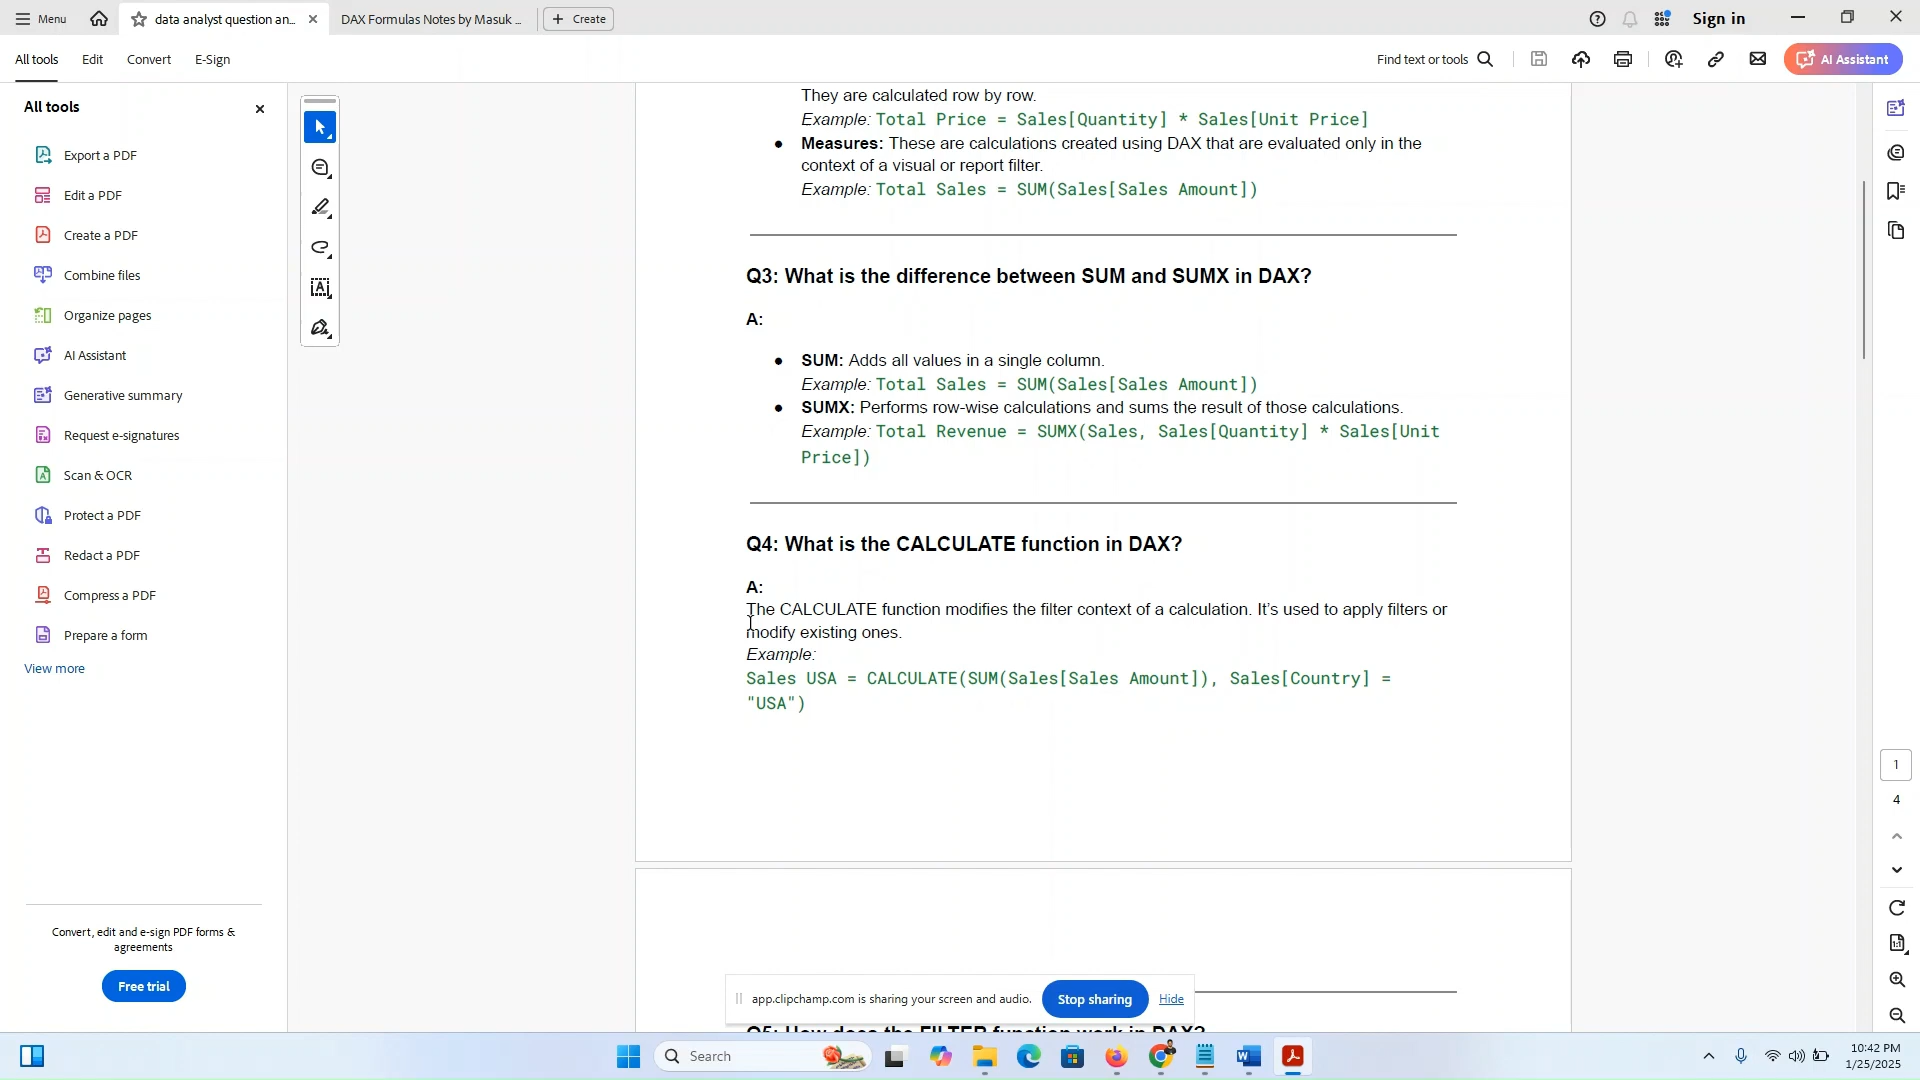 Menu
data analyst question an...
DAX Formulas Notes by Masuk ...
Create
Sign in
All tools
Edit
Convert
E-Sign
Find text or tools
AI Assistant
All tools
Export a PDF
Edit a PDF
Create a PDF
Combine files
Organize pages
AI Assistant
Generative summary
Request e-signatures
Scan & OCR
Protect a PDF
Redact a PDF
Compress a PDF
Prepare a form
View more
Convert, edit and e-sign PDF forms &
agreements
Free trial
They are calculated row by row.
Example: Total Price = Sales[Quantity] * Sales[Unit Price]
● Measures: These are calculations created using DAX that are evaluated only in the
context of a visual or report filter.
Example: Total Sales = SUM(Sales[Sales Amount])
Q3: What is the difference between SUM and SUMX in DAX?
A:
● SUM: Adds all values in a single column.
Example: Total Sales = SUM(Sales[Sales Amount])
● SUMX: Performs row-wise calculations and sums the result of those calculations.
Example: Total Revenue = SUMX(Sales, Sales[Quantity] * Sales[Unit
Price])
Q4: What is the CALCULATE function in DAX?
A:
The CALCULATE function modifies the filter context of a calculation. It's used to apply filters or
modify existing ones.
Example:
Sales USA = CALCULATE(SUM(Sales[Sales Amount]), Sales[Country] =
"USA")
Q5: How does the FILTER function work in DAX?
1
4
app.clipchamp.com is sharing your screen and audio.
Stop sharing
Hide
Search
10:42 PM
1/25/2025